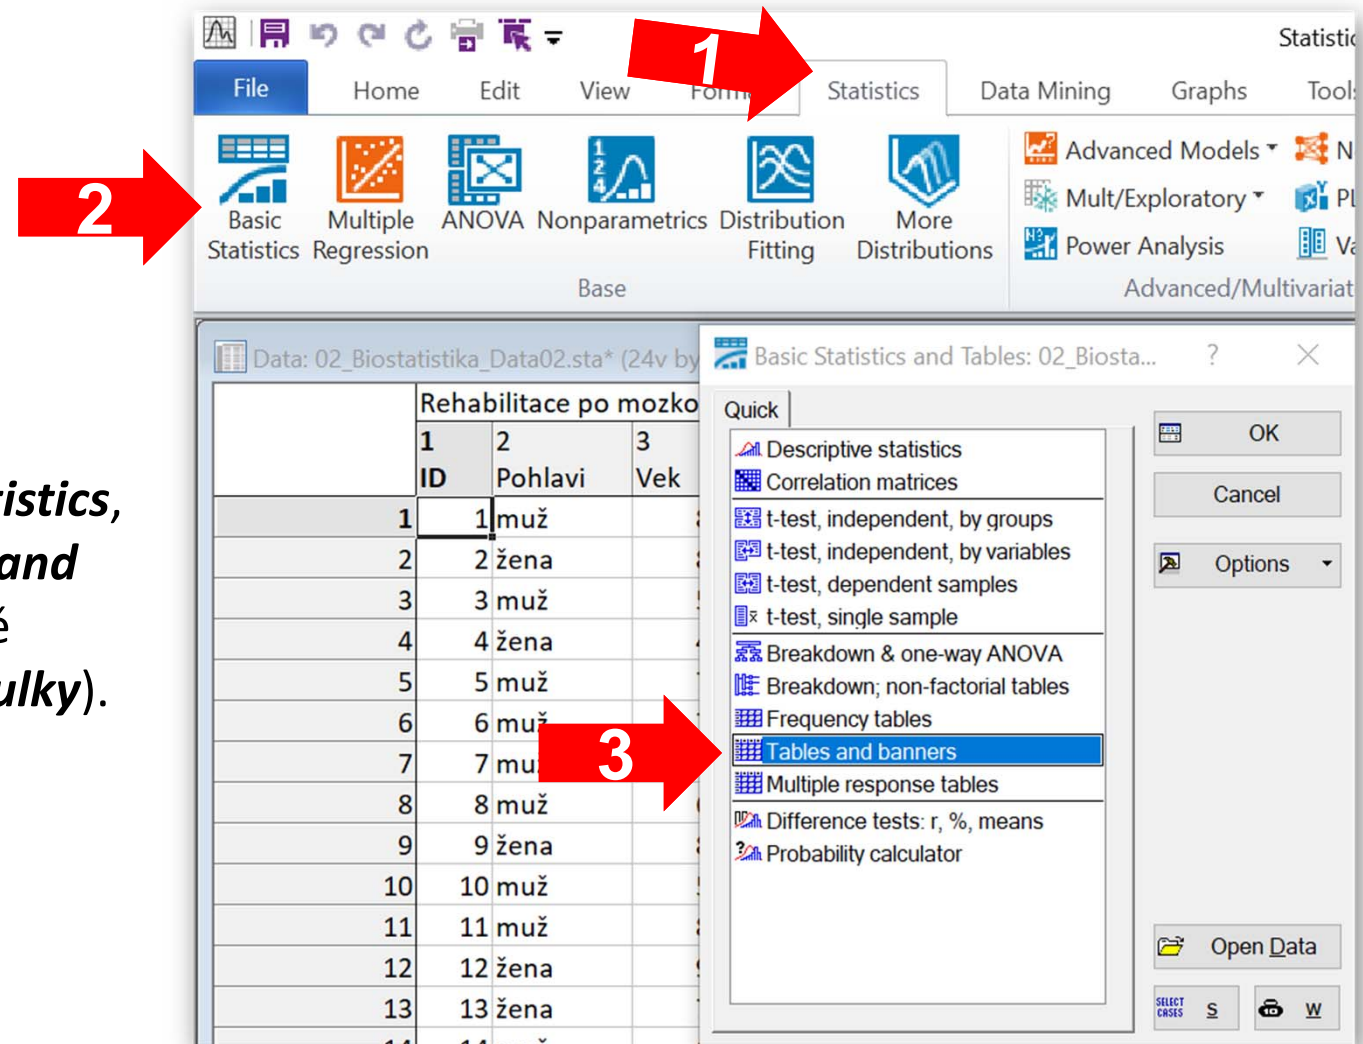 Statistic
1
File Home Edit View Statistics Data Mining Graphs Tools
2
Basic Statistics
Multiple Regression
ANOVA
Nonparametrics
Distribution Fitting
More Distributions
Advanced Models
Mult/Exploratory
Power Analysis
N
PL
Va
Base
Advanced/Multivariat
Data: 02_Biostatistika_Data02.sta* (24v by
Rehabilitace po mozko
1 2 3
ID Pohlavi Vek
1 1 muž
2 2 žena
3 3 muž
4 4 žena
5 5 muž
6 6 muž
7 7 muž
8 8 muž
9 9 žena
10 10 muž
11 11 muž
12 12 žena
13 13 žena
14 14
Basic Statistics and Tables: 02_Biosta... ?
Quick
Descriptive statistics
Correlation matrices
t-test, independent, by groups
t-test, independent, by variables
t-test, dependent samples
t-test, single sample
Breakdown & one-way ANOVA
Breakdown; non-factorial tables
Frequency tables
3
Tables and banners
Multiple response tables
Difference tests: r, %, means
Probability calculator
OK
Cancel
Options
Open Data
SELECT CASES S
W
tistics,
and
é
ulky).